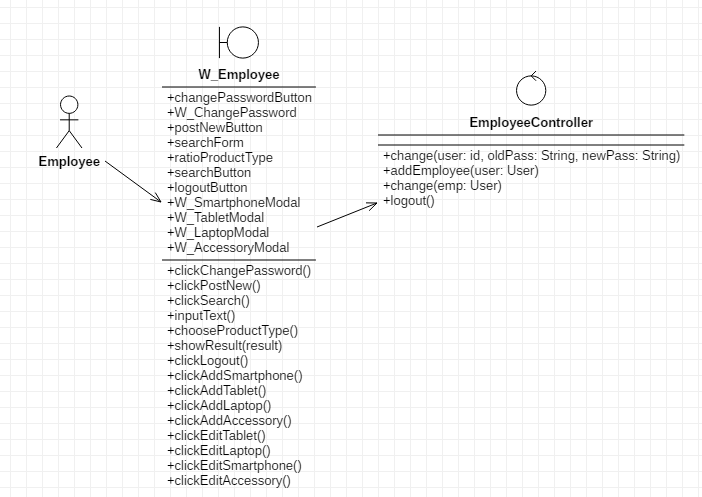 Employee
W_Employee
+changePasswordButton
+W_ChangePassword
+postNewButton
+searchForm
+ratioProductType
+searchButton
+logoutButton
+W_SmartphoneModal
+W_TabletModal
+W_LaptopModal
+W_AccessoryModal
+clickChangePassword()
+clickPostNew()
+clickSearch()
+inputText()
+chooseProductType()
+showResult(result)
+clickLogout()
+clickAddSmartphone()
+clickAddTablet()
+clickAddLaptop()
+clickAddAccessory()
+clickEditTablet()
+clickEditLaptop()
+clickEditSmartphone()
+clickEditAccessory()
EmployeeController
+change(user: id, oldPass: String, newPass: String)
+addEmployee(user: User)
+change(emp: User)
+logout()